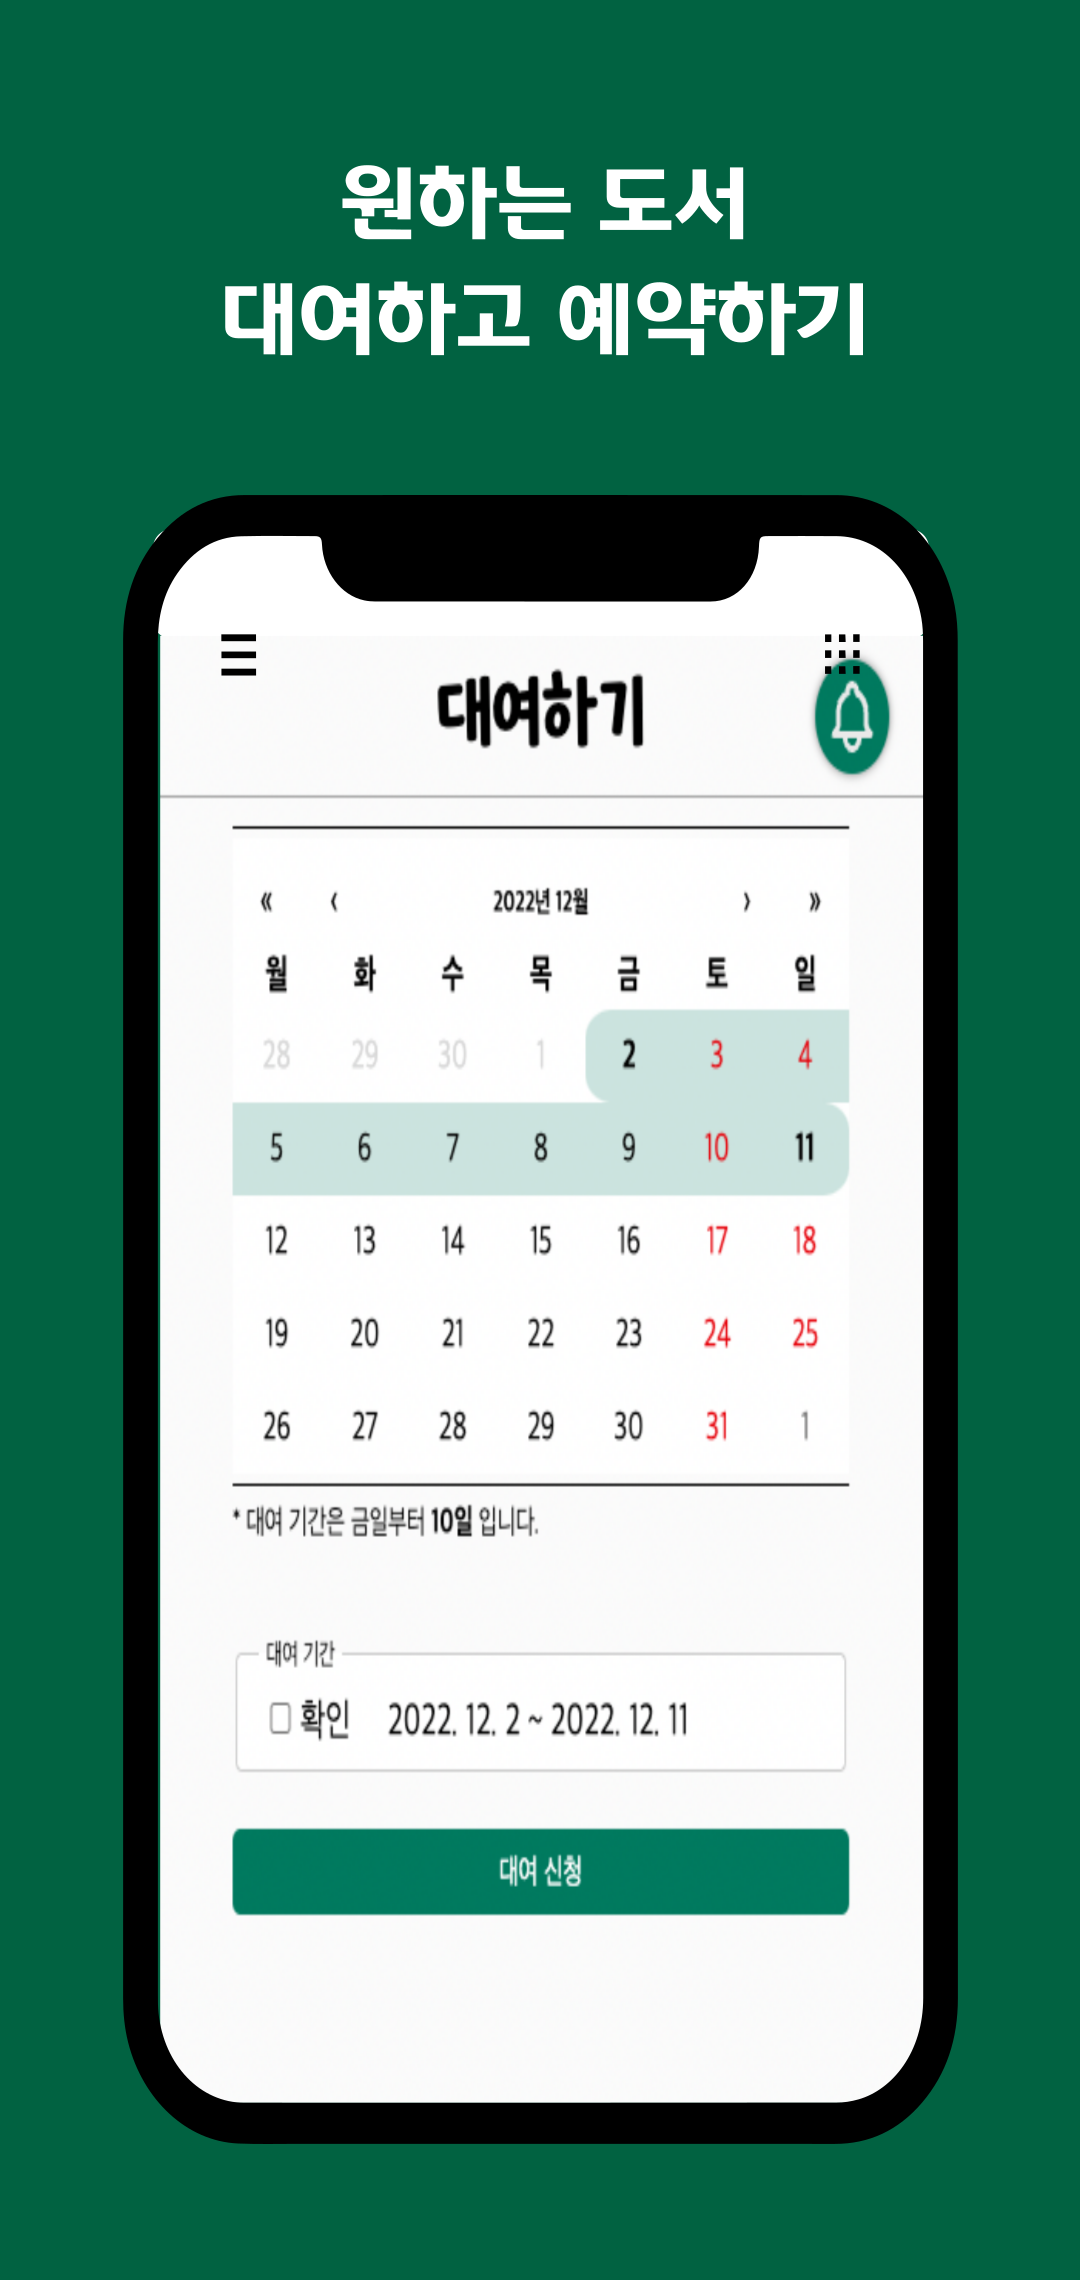 원하는 도서
대여하고 예약하기
대여하기
« ‹ 2022년 12월 › »
월 화 수 목 금 토 일
28 29 30 1 2 3 4
5 6 7 8 9 10 11
12 13 14 15 16 17 18
19 20 21 22 23 24 25
26 27 28 29 30 31 1
* 대여 기간은 금일부터 10일 입니다.
대여 기간
확인 2022. 12. 2 ~ 2022. 12. 11
대여 신청